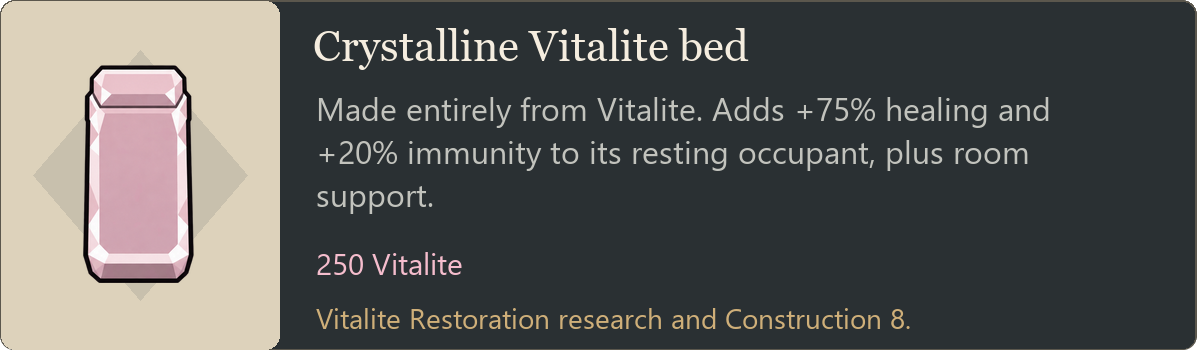 Crystalline Vitalite bed
Made entirely from Vitalite. Adds +75% healing and
+20% immunity to its resting occupant, plus room
support.
250 Vitalite
Vitalite Restoration research and Construction 8.